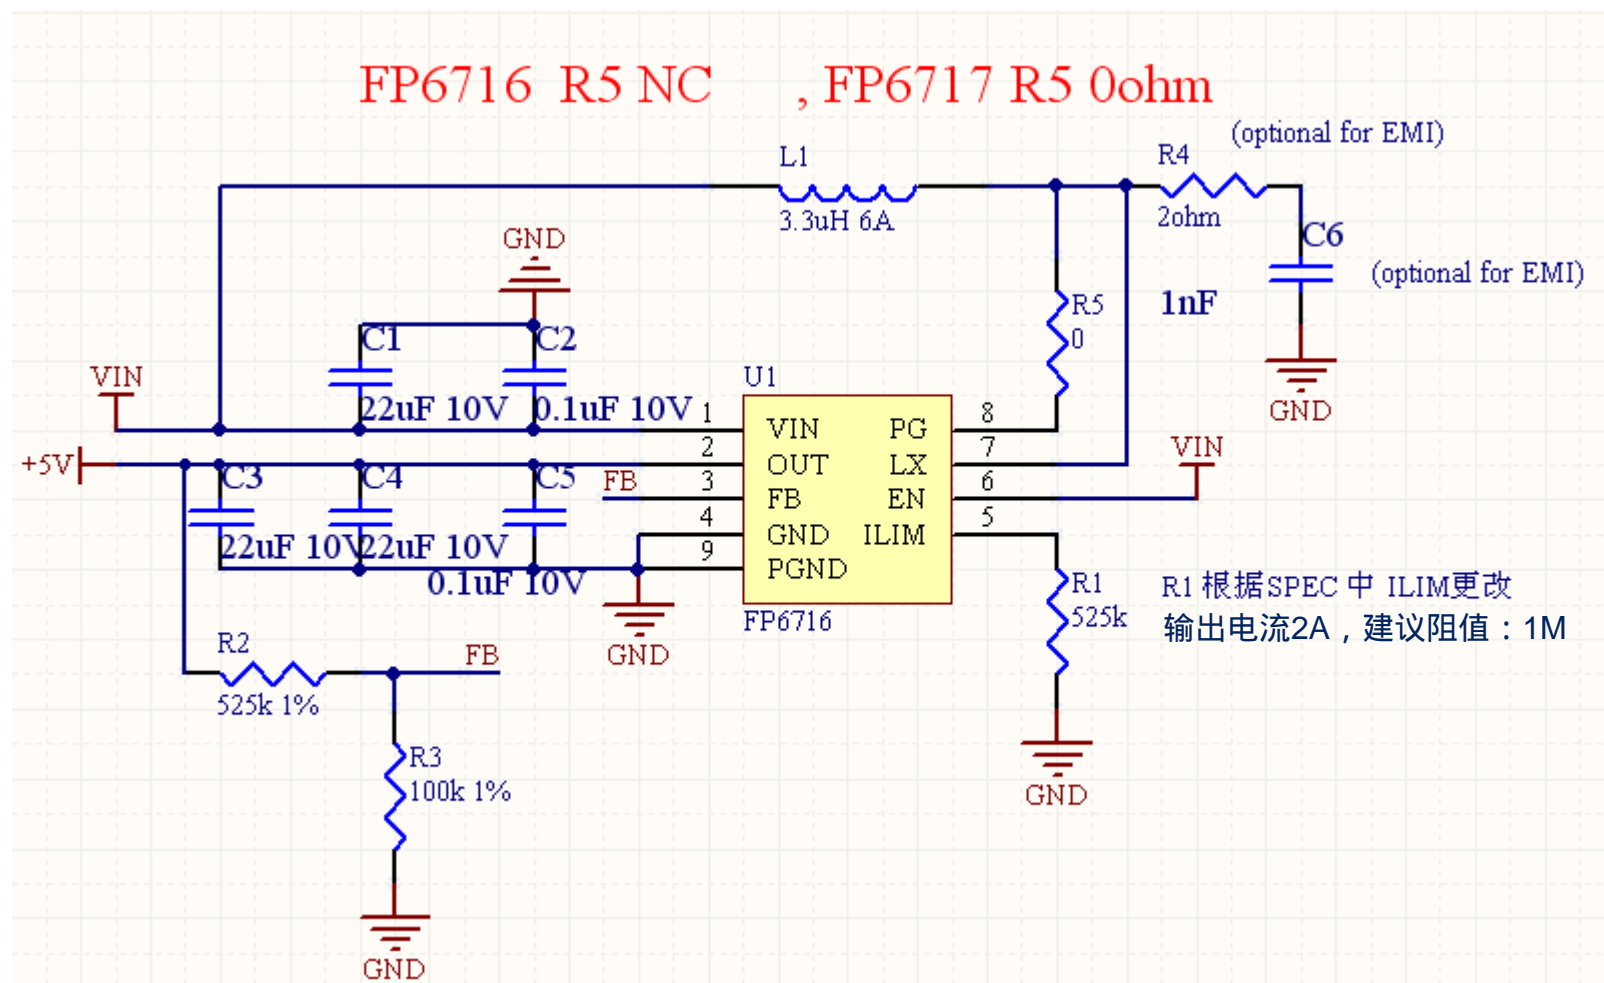 FP6716 R5 NC , FP6717 R5 0ohm
(optional for EMI)
L1
3.3uH 6A
R4
2ohm
C6
(optional for EMI)
1nF
GND
GND
R5
0
C1
22uF 10V
C2
0.1uF 10V
VIN
+5V
U1
1
2
3
4
9
VIN
OUT
FB
GND
PGND
PG
LX
EN
ILIM
8
7
6
5
FP6716
VIN
FB
C3
22uF 10V
C4
22uF 10V
C5
0.1uF 10V
GND
R1
525k
R1 根据SPEC 中 ILIM更改
输出电流2A，建议阻值：1M
GND
R2
525k 1%
FB
R3
100k 1%
GND